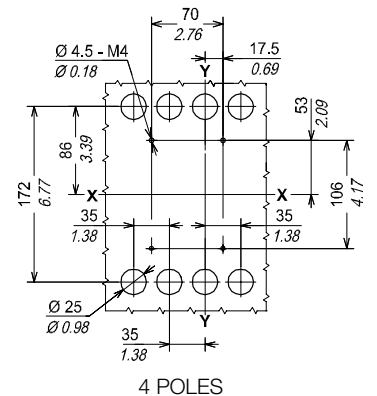 70
2.76
Ø 4.5 - M4
Ø 0.18
Y
17.5
0.69
53
2.09
86
3.39
172
6.77
X
X
106
4.17
35
1.38
35
1.38
Ø 25
Ø 0.98
35
1.38
Y
4 POLES